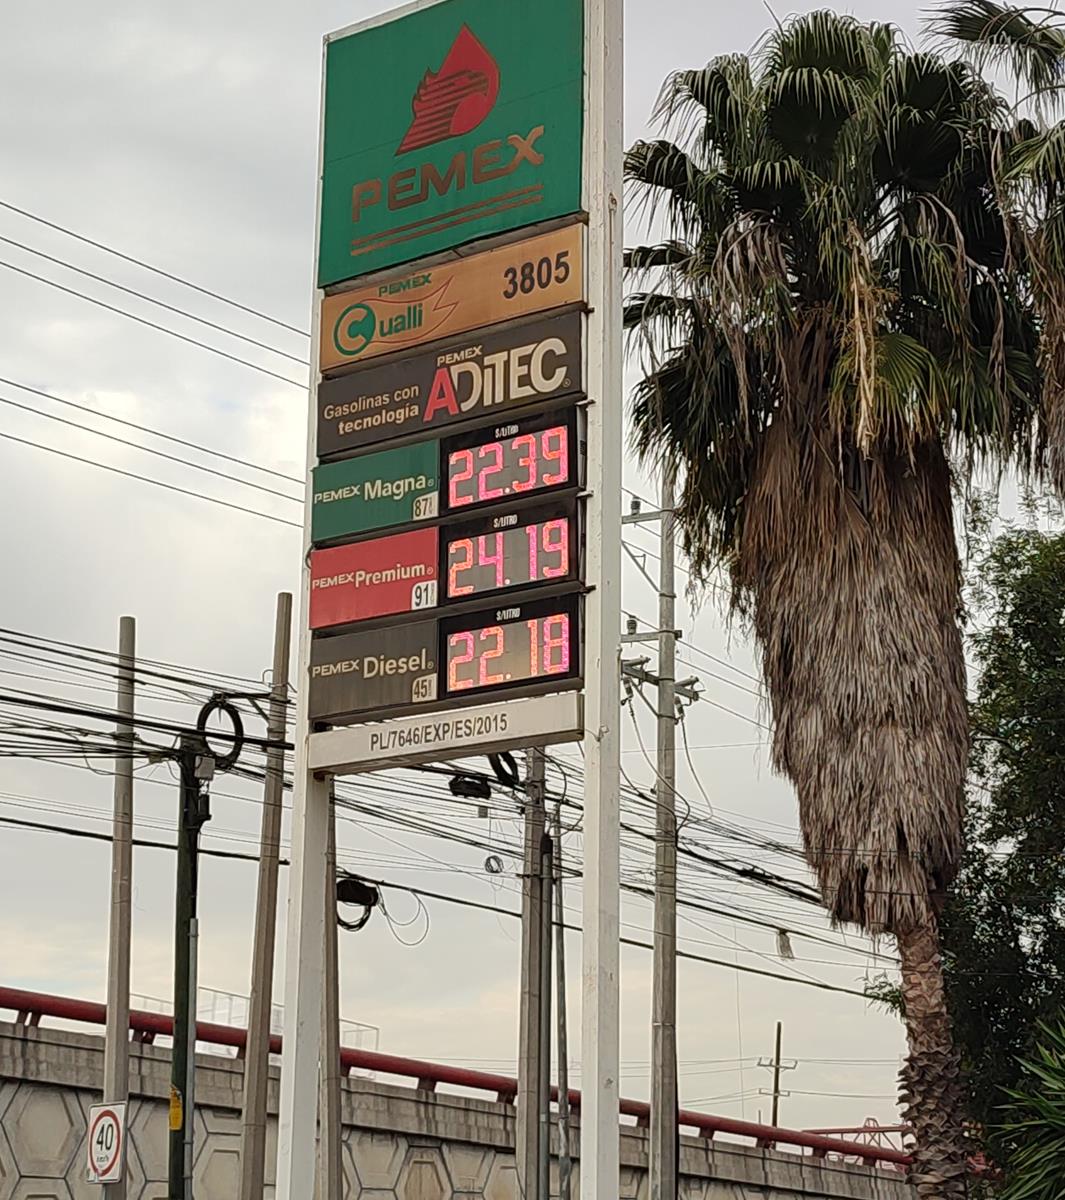 PEMEX
PEMEX
Cualli
3805
PEMEX
Gasolinas con
tecnología
ADITEC
S/LITRO
PEMEX Magna
87
22.39
S/LITRO
PEMEX Premium
91
24.19
S/LITRO
PEMEX Diesel
45
22.18
PL/7646/EXP/ES/2015
40